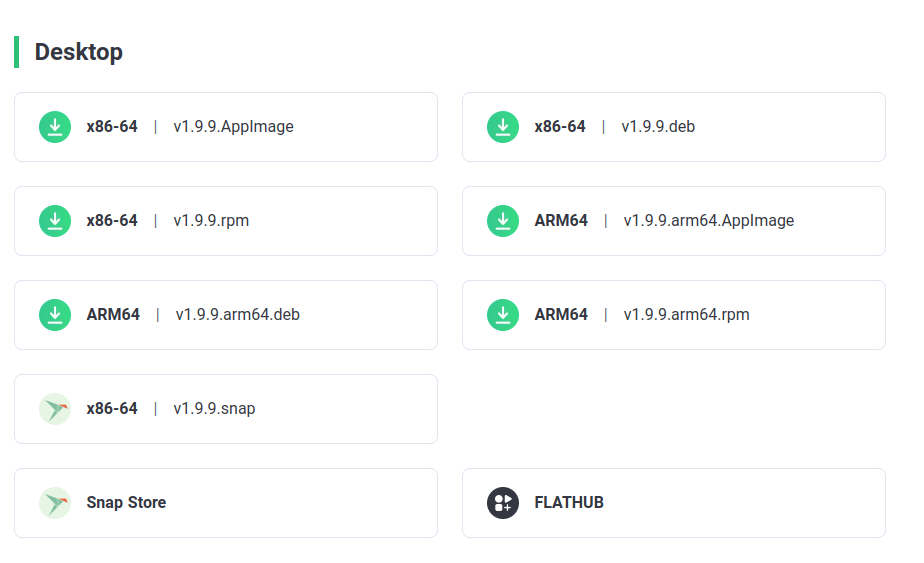 Desktop
x86-64 | v1.9.9.AppImage
x86-64 | v1.9.9.deb
x86-64 | v1.9.9.rpm
ARM64 | v1.9.9.arm64.AppImage
ARM64 | v1.9.9.arm64.deb
ARM64 | v1.9.9.arm64.rpm
x86-64 | v1.9.9.snap
Snap Store
FLATHUB